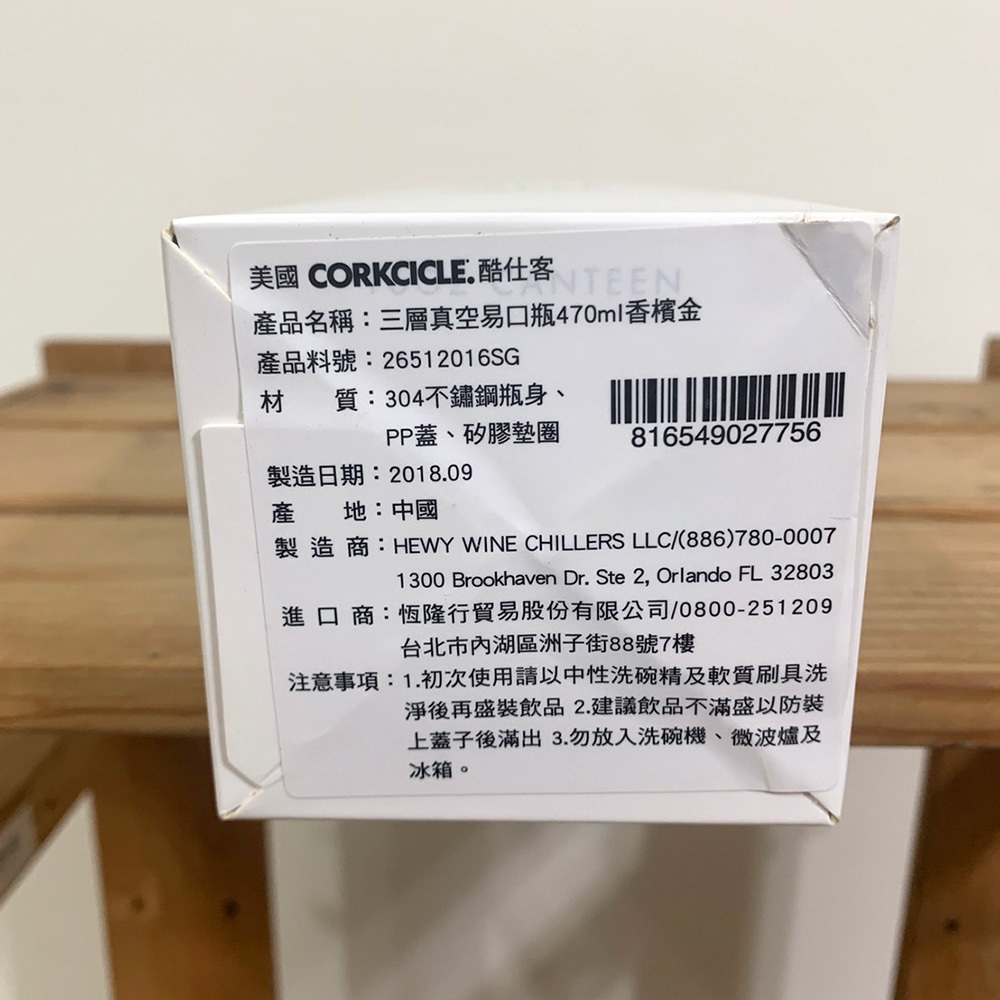 美國 CORKCICLE. 酷仕客
16OZ CANTEEN
產品名稱：三層真空易口瓶470ml香檳金
產品料號：26512016SG
材質：304不鏽鋼瓶身、
PP蓋、矽膠墊圈
816549027756
製造日期：2018.09
產地：中國
製造商：HEWY WINE CHILLERS LLC/(886)780-0007
1300 Brookhaven Dr. Ste 2, Orlando FL 32803
進口商：恆隆行貿易股份有限公司/0800-251209
台北市內湖區洲子街88號7樓
注意事項：1.初次使用請以中性洗碗精及軟質刷具洗
淨後再盛裝飲品 2.建議飲品不滿盛以防裝
上蓋子後滿出 3.勿放入洗碗機、微波爐及
冰箱。